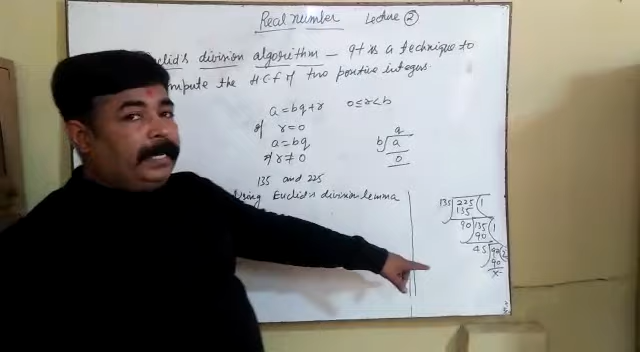 Real number Lecture 2
Euclid's division algorithm - It is a technique to
compute the H.C.F of two positive integers.
a = bq + r 0 ≤ r < b
if r = 0
a = bq
if r ≠ 0
q
b a
0
135 and 225
using Euclid's division lemma
135 225 1
135
90 135 1
90
45 90 2
90
x